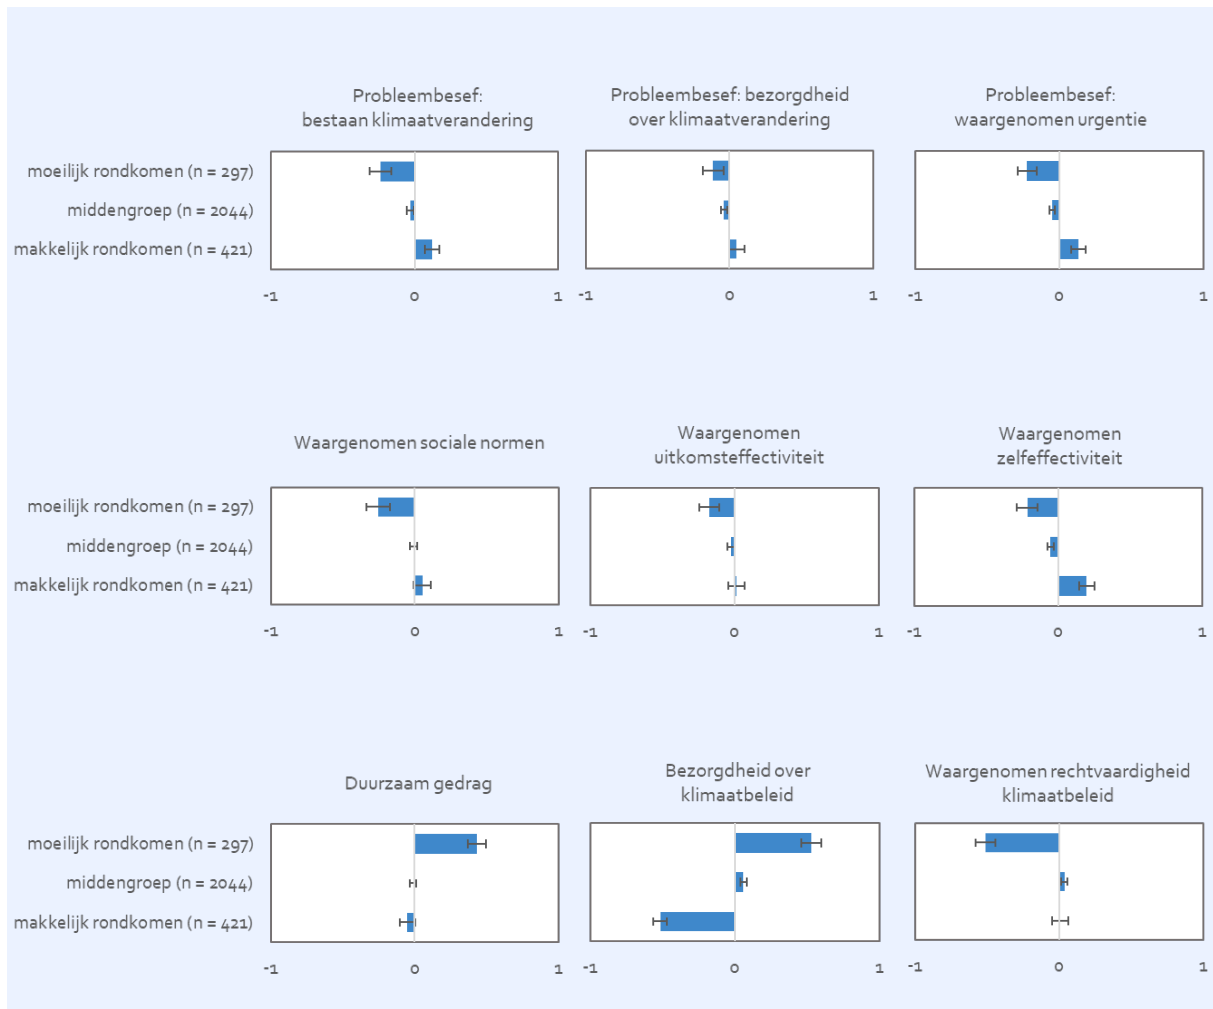 Probleembesef:
bestaan klimaatverandering
Probleembesef: bezorgdheid
over klimaatverandering
Probleembesef:
waargenomen urgentie
moeilijk rondkomen (n = 297)
middengroep (n = 2044)
makkelijk rondkomen (n = 421)
-1 0 1
-1 0 1
-1 0 1
Waargenomen sociale normen
Waargenomen
uitkomsteffectiviteit
Waargenomen
zelfeffectiviteit
moeilijk rondkomen (n = 297)
middengroep (n = 2044)
makkelijk rondkomen (n = 421)
-1 0 1
-1 0 1
-1 0 1
Duurzaam gedrag
Bezorgdheid over
klimaatbeleid
Waargenomen rechtvaardigheid
klimaatbeleid
moeilijk rondkomen (n = 297)
middengroep (n = 2044)
makkelijk rondkomen (n = 421)
-1 0 1
-1 0 1
-1 0 1